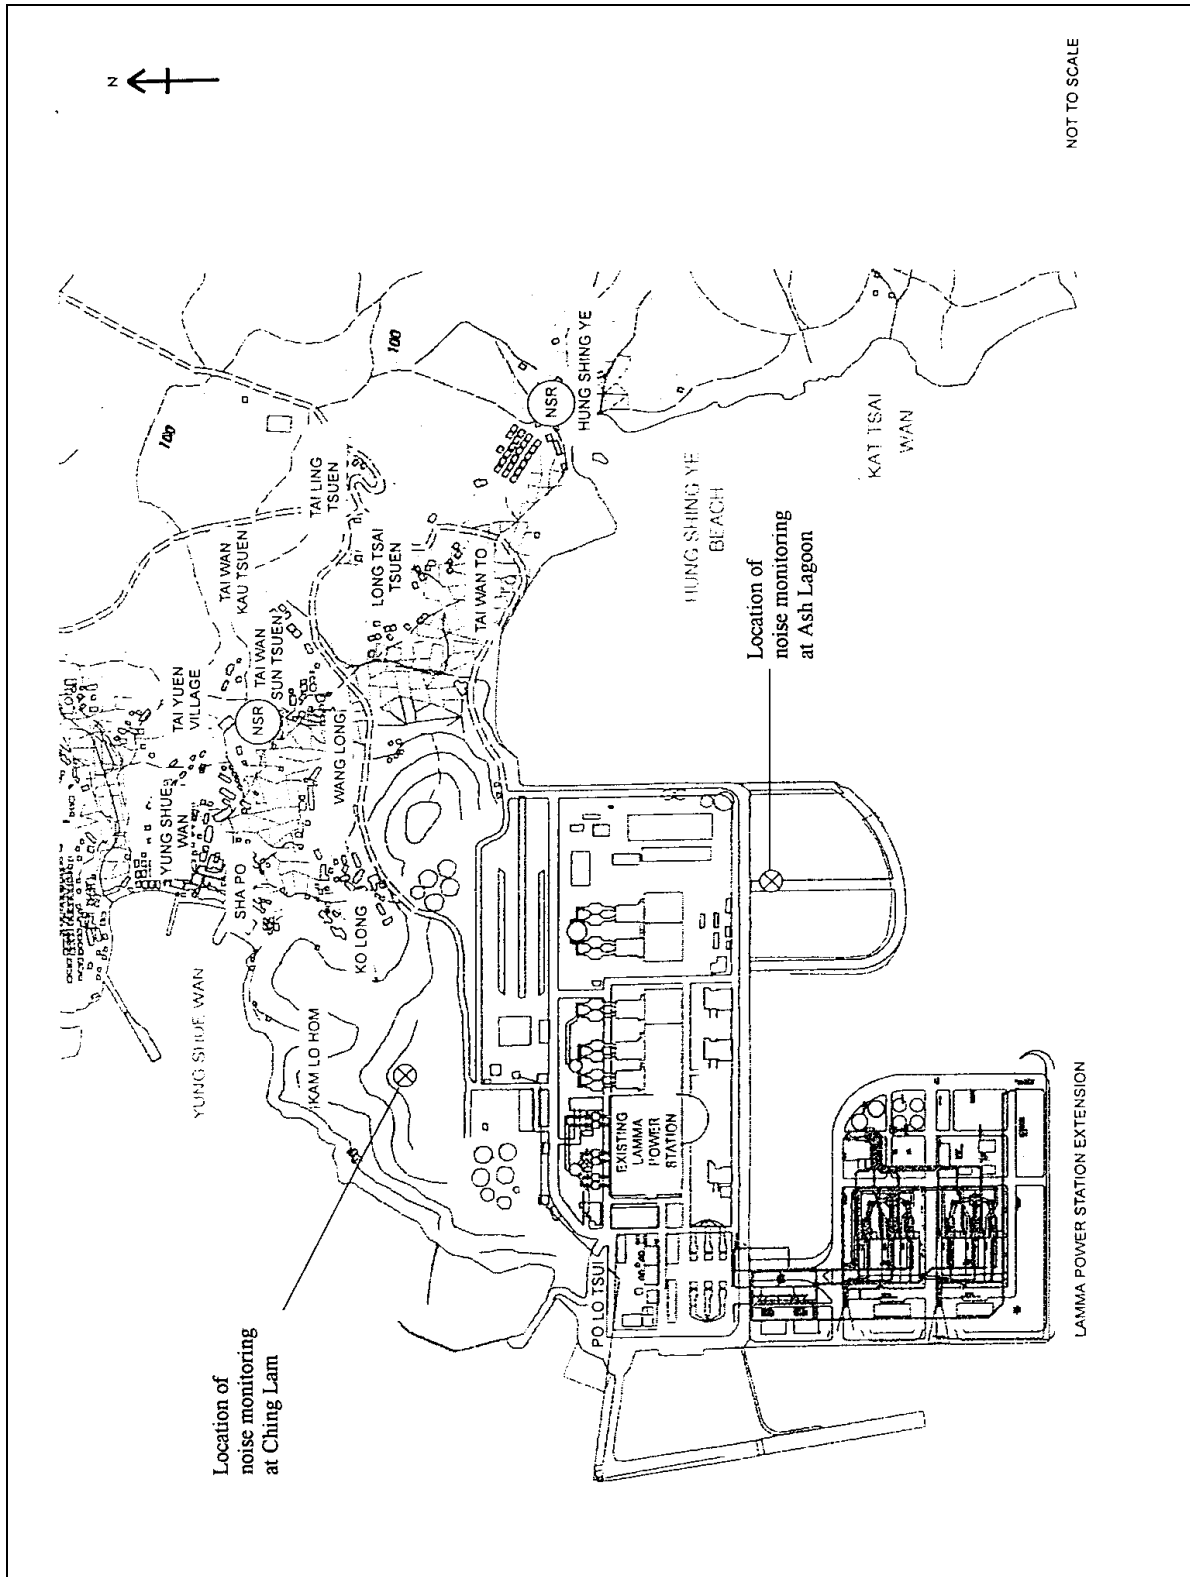 N
YUNG SHUE
WAN
TAI YUEN
VILLAGE
100
YUNG SHUE WAN
Location of
noise monitoring
at Ching Lam
SHA PO
NSR
TAI WAN
KAU TSUEN
TAI WAN
SUN TSUEN
KAM LO HOM
TAI LING
TSUEN
WANG LONG
KO LONG
LONG TSAI
TSUEN
100
TAI WAN TO
NSR
HUNG SHING YE
PO LO TSUI
EXISTING
LAMMA
POWER
STATION
HUNG SHING YE
BEACH
Location of
noise monitoring
at Ash Lagoon
KAT TSAI
WAN
LAMMA POWER STATION EXTENSION
NOT TO SCALE